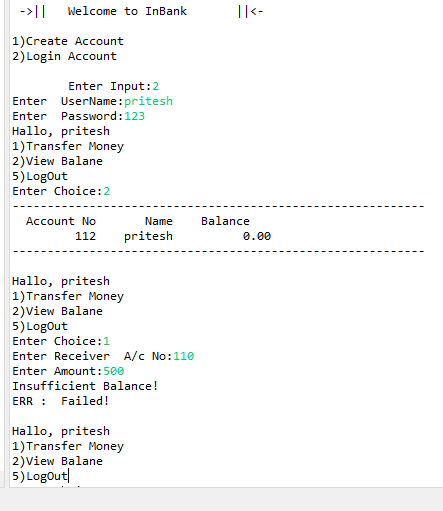 ->||   Welcome to InBank       ||<-
1)Create Account
2)Login Account
Enter Input:2
Enter  UserName:pritesh
Enter  Password:123
Hallo, pritesh
1)Transfer Money
2)View Balane
5)LogOut
Enter Choice:2
-------------------------------------------------------------
Account No       Name    Balance
112    pritesh          0.00
-------------------------------------------------------------
Hallo, pritesh
1)Transfer Money
2)View Balane
5)LogOut
Enter Choice:1
Enter Receiver  A/c No:110
Enter Amount:500
Insufficient Balance!
ERR :  Failed!
Hallo, pritesh
1)Transfer Money
2)View Balane
5)LogOut